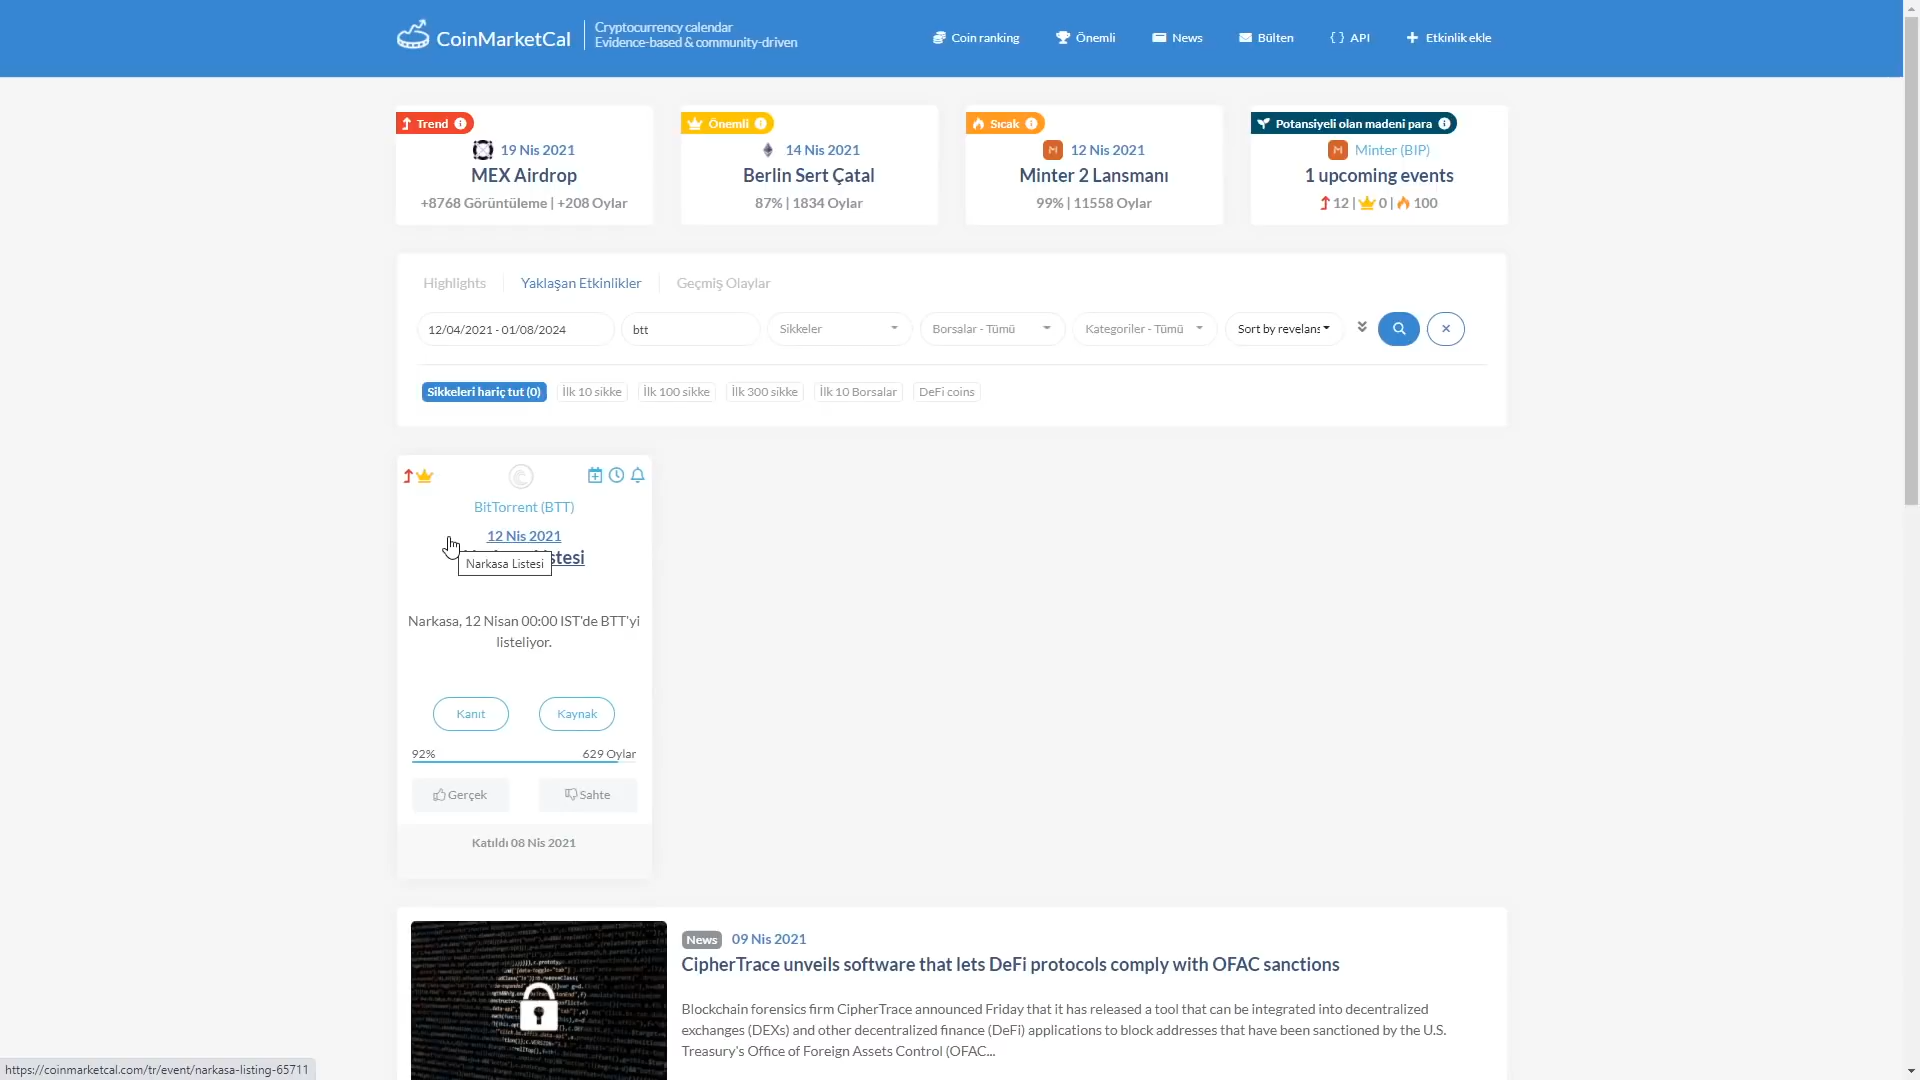 CoinMarketCal
Cryptocurrency calendar
Evidence-based & community-driven
Coin ranking
Önemli
News
Bülten
API
Etkinlik ekle
Trend
19 Nis 2021
MEX Airdrop
+8768 Görüntüleme | +208 Oylar
Önemli
14 Nis 2021
Berlin Sert Çatal
87% | 1834 Oylar
Sıcak
12 Nis 2021
Minter 2 Lansmanı
99% | 11558 Oylar
Potansiyeli olan madeni para
Minter (BIP)
1 upcoming events
12 | 0 | 100
Highlights
Yaklaşan Etkinlikler
Geçmiş Olaylar
12/04/2021 - 01/08/2024
btt
Sikkeler
Borsalar - Tümü
Kategoriler - Tümü
Sort by revelans
Sikkeleri hariç tut (0)
İlk 10 sikke
İlk 100 sikke
İlk 300 sikke
İlk 10 Borsalar
DeFi coins
BitTorrent (BTT)
12 Nis 2021
stesi
Narkasa Listesi
Narkasa, 12 Nisan 00:00 IST'de BTT'yi
listeliyor.
Kanıt
Kaynak
92%
629 Oylar
Gerçek
Sahte
Katıldı 08 Nis 2021
News
09 Nis 2021
CipherTrace unveils software that lets DeFi protocols comply with OFAC sanctions
Blockchain forensics firm CipherTrace announced Friday that it has released a tool that can be integrated into decentralized
exchanges (DEXs) and other decentralized finance (DeFi) applications to block addresses that have been sanctioned by the U.S.
Treasury's Office of Foreign Assets Control (OFAC...
https://coinmarketcal.com/tr/event/narkasa-listing-65711